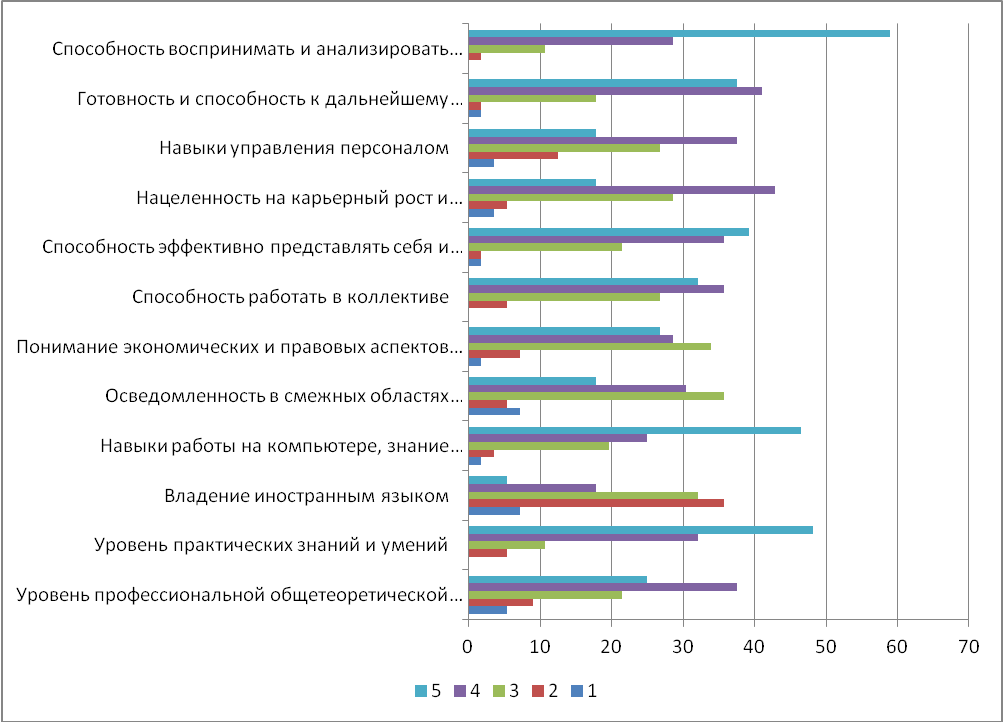 Способность воспринимать и анализировать...
Готовность и способность к дальнейшему...
Навыки управления персоналом
Нацеленность на карьерный рост и...
Способность эффективно представлять себя и...
Способность работать в коллективе
Понимание экономических и правовых аспектов...
Осведомленность в смежных областях...
Навыки работы на компьютере, знание...
Владение иностранным языком
Уровень практических знаний и умений
Уровень профессиональной общетеоретической...
0 10 20 30 40 50 60 70
5 4 3 2 1